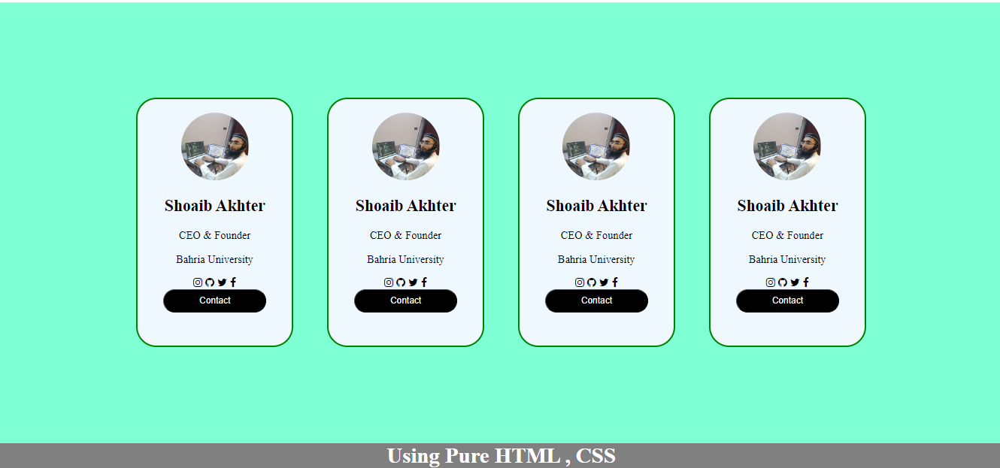 Shoaib Akhter
CEO & Founder
Bahria University
Contact
Shoaib Akhter
CEO & Founder
Bahria University
Contact
Shoaib Akhter
CEO & Founder
Bahria University
Contact
Shoaib Akhter
CEO & Founder
Bahria University
Contact
Using Pure HTML , CSS